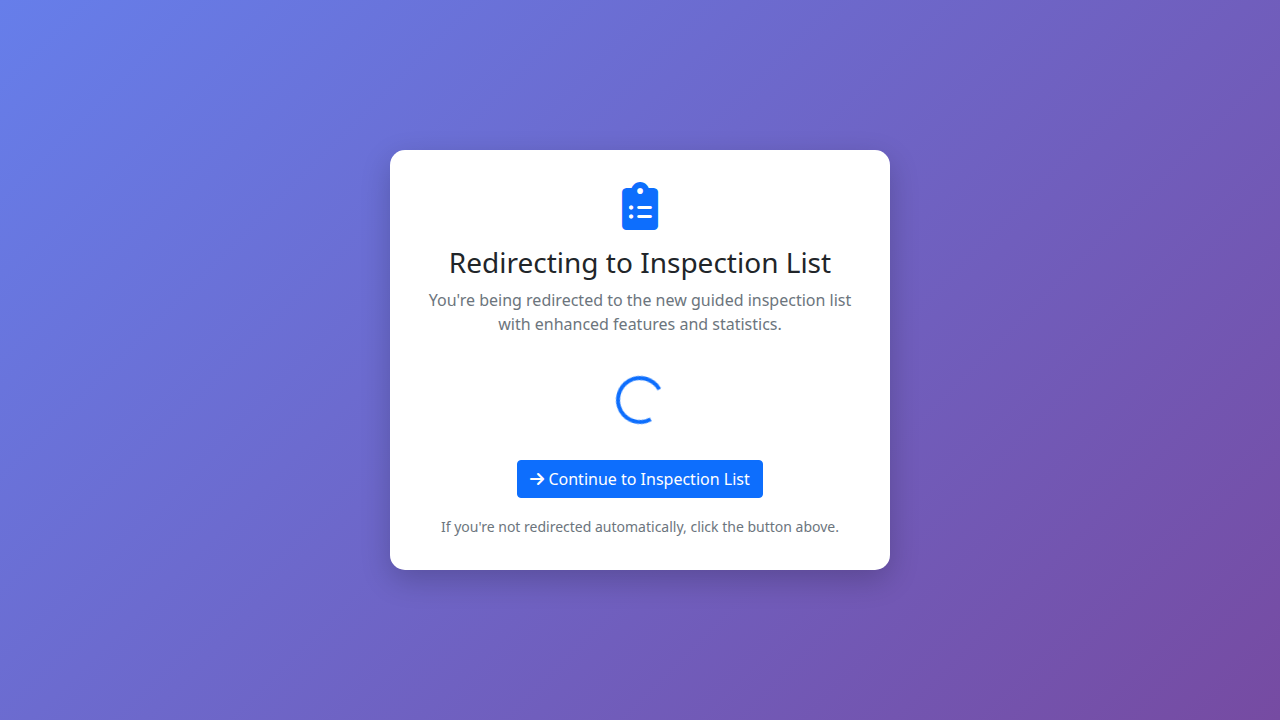 Redirecting to Inspection List
You're being redirected to the new guided inspection list
with enhanced features and statistics.
Continue to Inspection List
If you're not redirected automatically, click the button above.